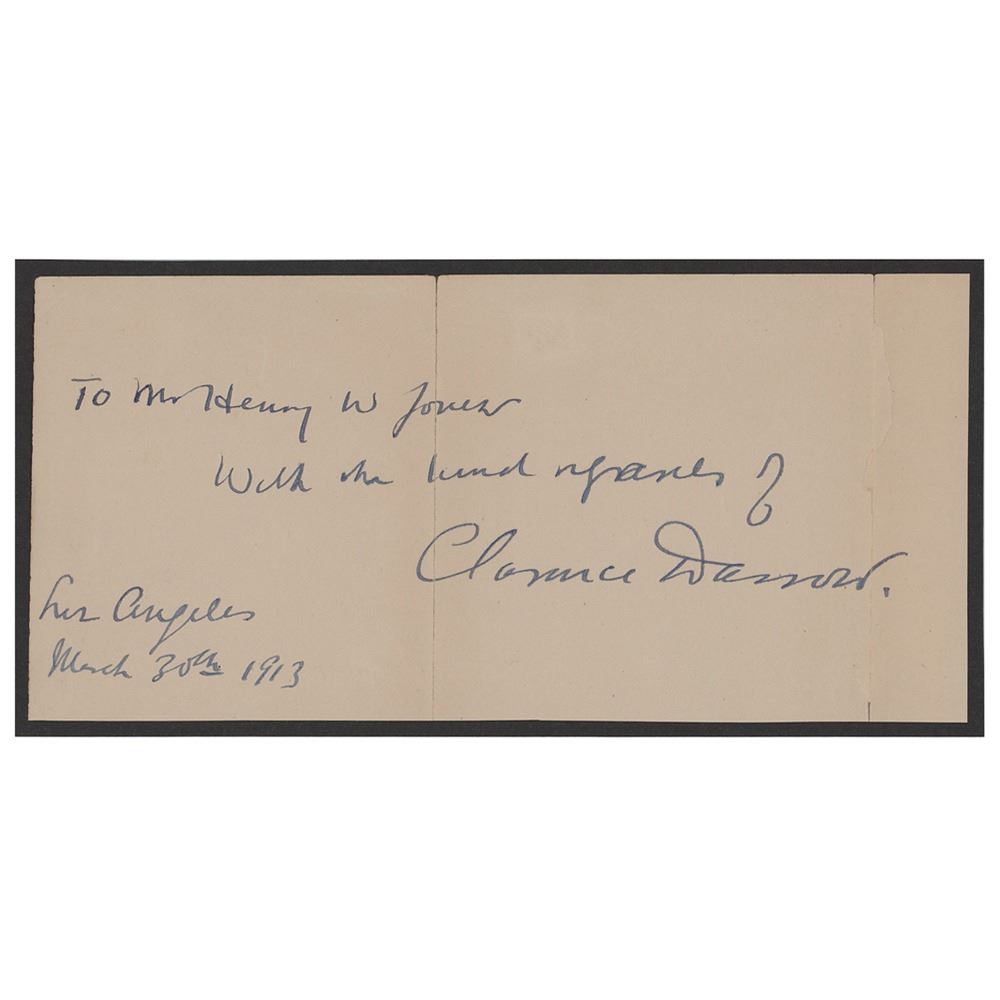 To Mr Henry W Jones
With the kind regards of
Clarence Darrow.
Los Angeles
March 30th 1913